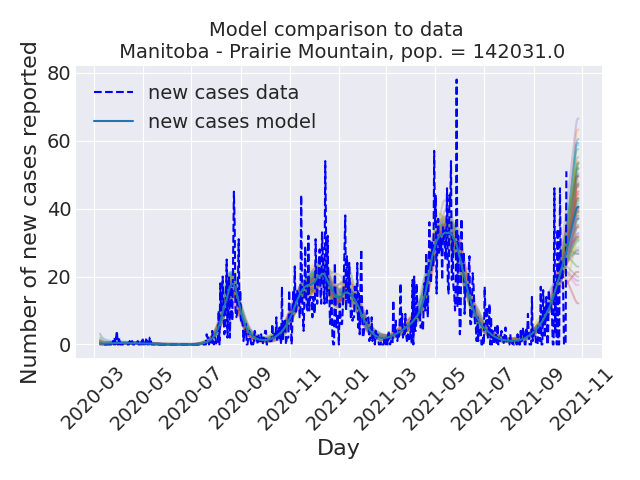 Model comparison to data
Manitoba - Prairie Mountain, pop. = 142031.0
Number of new cases reported
80
60
40
20
0
new cases data
new cases model
2020-03
2020-05
2020-07
2020-09
2020-11
2021-01
2021-03
2021-05
2021-07
2021-09
2021-11
Day